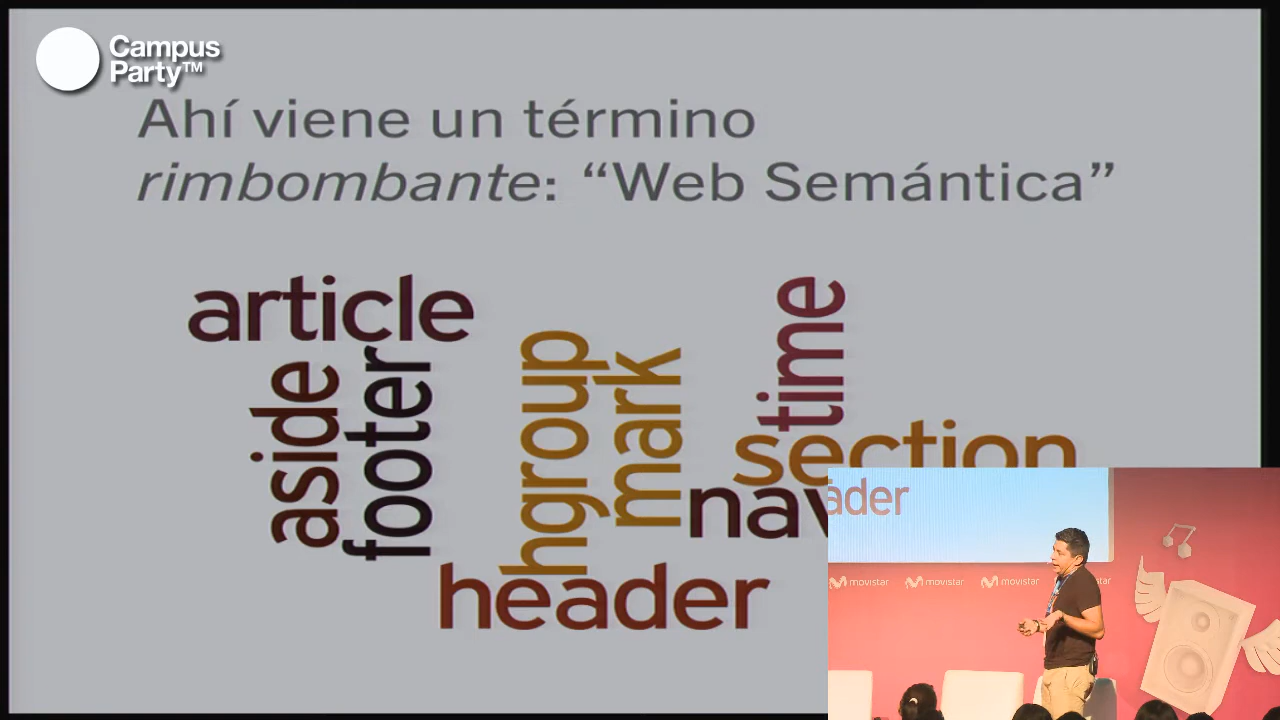 Campus
Party™
Ahí viene un término
rimbombante: “Web Semántica”
article
time
aside
footer
hgroup
mark
section
nav
header
ader
movistar
movistar
movistar